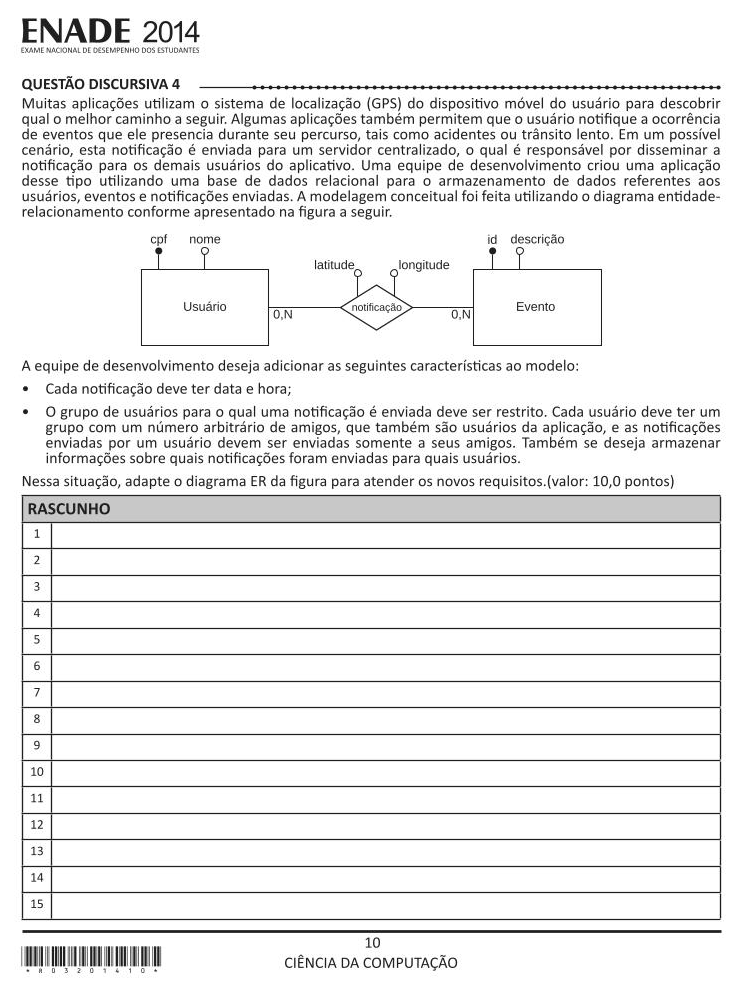 ENADE 2014
EXAME NACIONAL DE DESEMPENHO DOS ESTUDANTES
QUESTÃO DISCURSIVA 4
Muitas aplicações utilizam o sistema de localização (GPS) do dispositivo móvel do usuário para descobrir
qual o melhor caminho a seguir. Algumas aplicações também permitem que o usuário notifique a ocorrência
de eventos que ele presencia durante seu percurso, tais como acidentes ou trânsito lento. Em um possível
cenário, esta notificação é enviada para um servidor centralizado, o qual é responsável por disseminar a
notificação para os demais usuários do aplicativo. Uma equipe de desenvolvimento criou uma aplicação
desse tipo utilizando uma base de dados relacional para o armazenamento de dados referentes aos
usuários, eventos e notificações enviadas. A modelagem conceitual foi feita utilizando o diagrama entidade-
relacionamento conforme apresentado na figura a seguir.
cpf nome id descrição
latitude longitude
Usuário notificação Evento
0,N 0,N
A equipe de desenvolvimento deseja adicionar as seguintes características ao modelo:
• Cada notificação deve ter data e hora;
• O grupo de usuários para o qual uma notificação é enviada deve ser restrito. Cada usuário deve ter um
grupo com um número arbitrário de amigos, que também são usuários da aplicação, e as notificações
enviadas por um usuário devem ser enviadas somente a seus amigos. Também se deseja armazenar
informações sobre quais notificações foram enviadas para quais usuários.
Nessa situação, adapte o diagrama ER da figura para atender os novos requisitos.(valor: 10,0 pontos)
RASCUNHO
1
2
3
4
5
6
7
8
9
10
11
12
13
14
15
10
CIÊNCIA DA COMPUTAÇÃO
*R03201410*